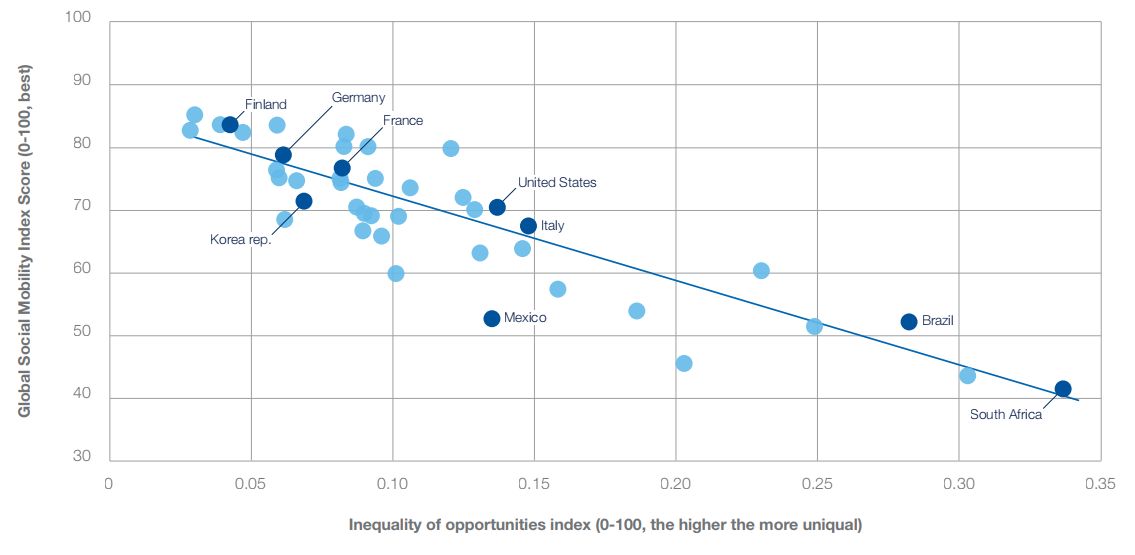 100
90
80
70
60
50
40
30
Global Social Mobility Index Score (0-100, best)
Finland
Germany
France
United States
Italy
Korea rep.
Mexico
Brazil
South Africa
0
0.05
0.10
0.15
0.20
0.25
0.30
0.35
Inequality of opportunities index (0-100, the higher the more uniqual)